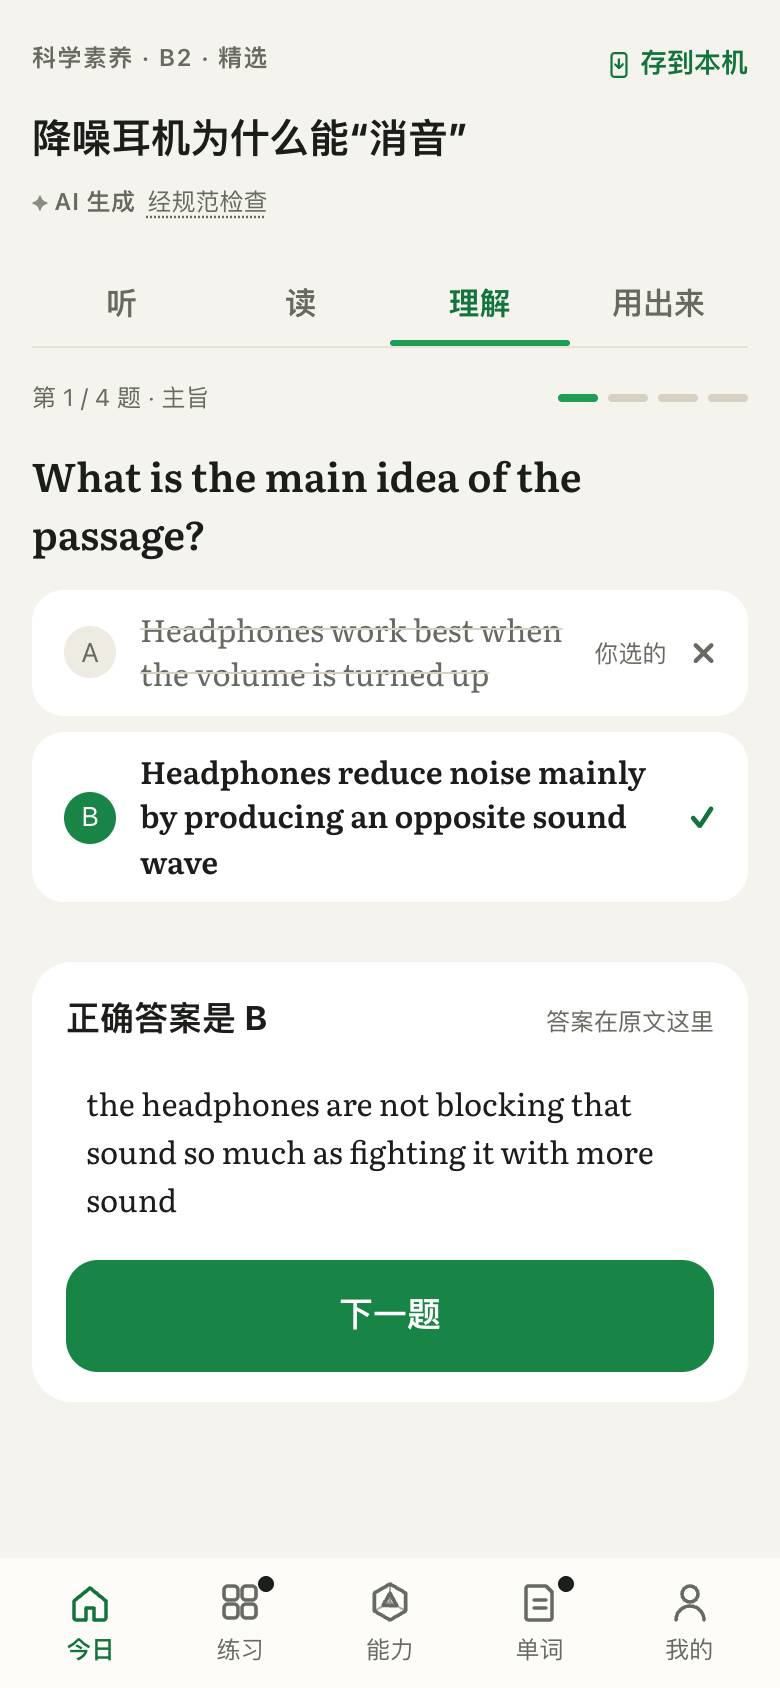 科学素养 · B2 · 精选
存到本机
降噪耳机为什么能“消音”
AI 生成 经规范检查
听 读 理解 用出来
第 1 / 4 题 · 主旨
What is the main idea of the
passage?
A Headphones work best when
the volume is turned up
你选的
B Headphones reduce noise mainly
by producing an opposite sound
wave
正确答案是 B
答案在原文这里
the headphones are not blocking that
sound so much as fighting it with more
sound
下一题
今日 练习 能力 单词 我的